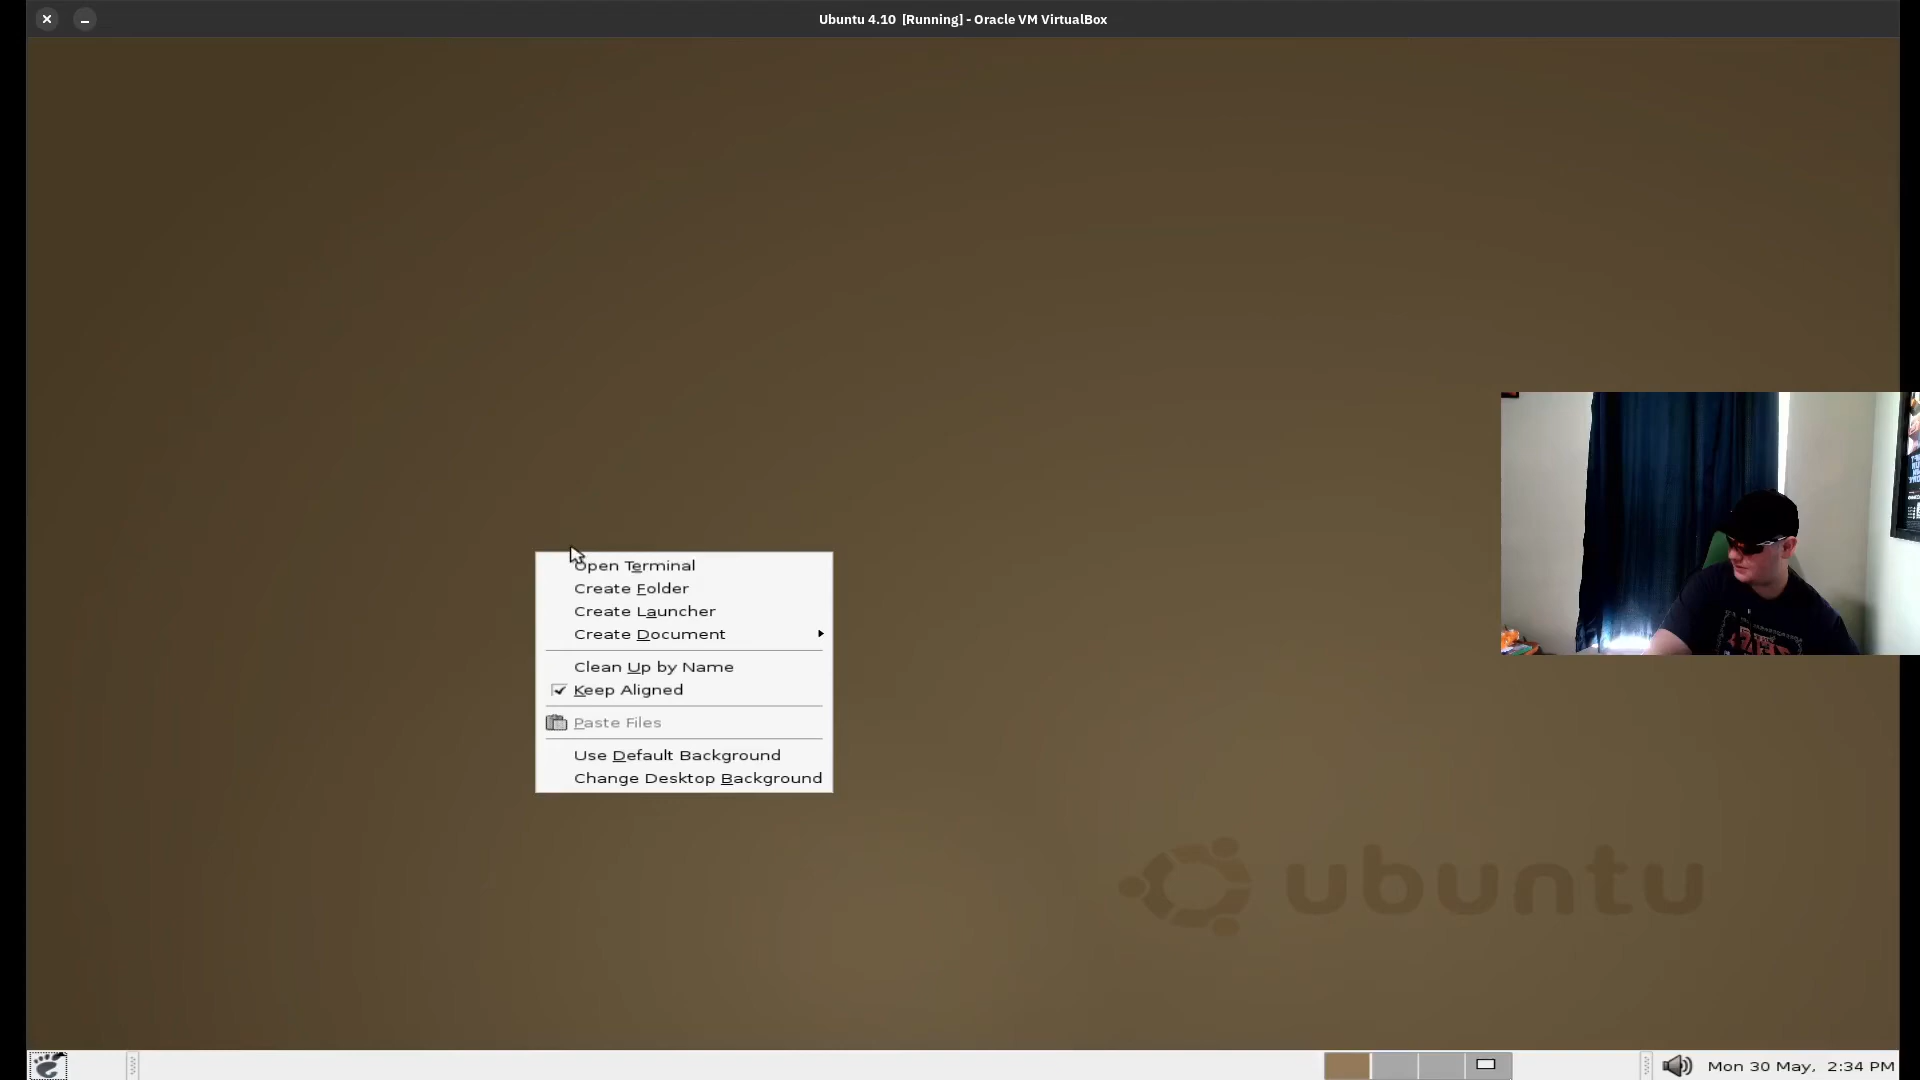 Ubuntu 4.10 [Running] - Oracle VM VirtualBox
Open Terminal
Create Folder
Create Launcher
Create Document
Clean Up by Name
Keep Aligned
Paste Files
Use Default Background
Change Desktop Background
ubuntu
Mon 30 May, 2:34 PM